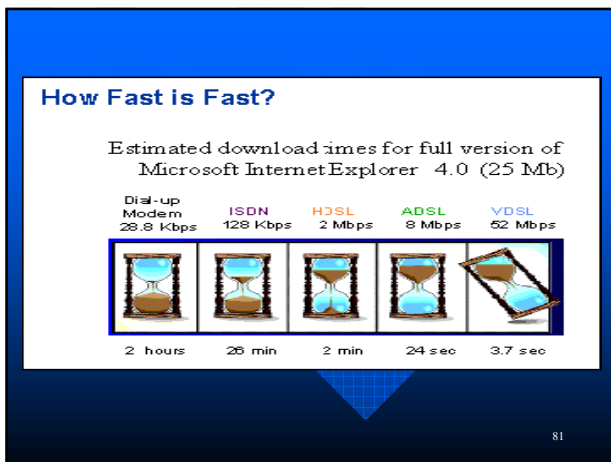 How Fast is Fast?
Estimated download times for full version of
Microsoft Internet Explorer 4.0 (25 Mb)
Dial-up
Modem
28.8 Kbps
ISDN
128 Kbps
HDSL
2 Mbps
ADSL
8 Mbps
VDSL
52 Mbps
2 hours
26 min
2 min
24 sec
3.7 sec
81